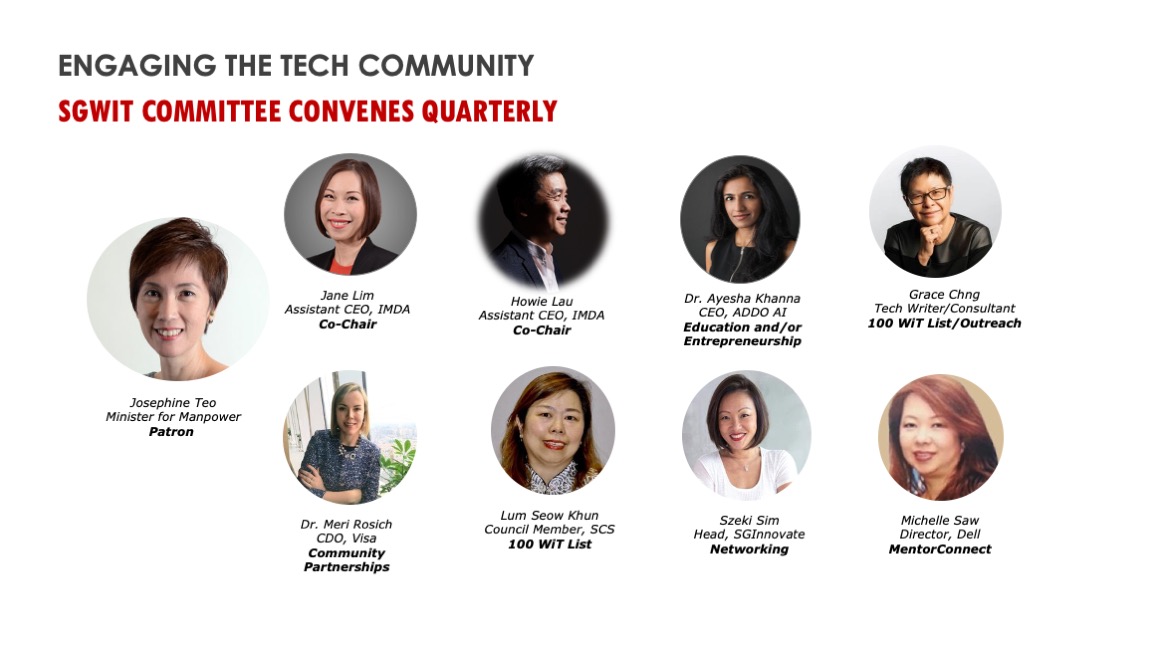 ENGAGING THE TECH COMMUNITY
SGWIT COMMITTEE CONVENES QUARTERLY
Josephine Teo
Minister for Manpower
Patron
Jane Lim
Assistant CEO, IMDA
Co-Chair
Howie Lau
Assistant CEO, IMDA
Co-Chair
Dr. Ayesha Khanna
CEO, ADDO AI
Education and/or
Entrepreneurship
Grace Chng
Tech Writer/Consultant
100 WiT List/Outreach
Dr. Meri Rosich
CDO, Visa
Community
Partnerships
Lum Seow Khun
Council Member, SCS
100 WiT List
Szeki Sim
Head, SGInnovate
Networking
Michelle Saw
Director, Dell
MentorConnect